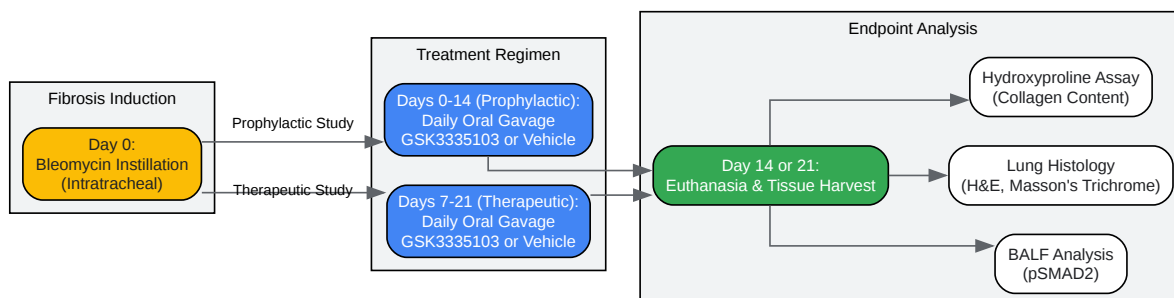 Fibrosis Induction
Day 0:
Bleomycin Instillation
(Intratracheal)
Prophylactic Study
Therapeutic Study
Treatment Regimen
Days 0-14 (Prophylactic):
Daily Oral Gavage
GSK3335103 or Vehicle
Days 7-21 (Therapeutic):
Daily Oral Gavage
GSK3335103 or Vehicle
Endpoint Analysis
Day 14 or 21:
Euthanasia & Tissue Harvest
Hydroxyproline Assay
(Collagen Content)
Lung Histology
(H&E, Masson's Trichrome)
BALF Analysis
(pSMAD2)